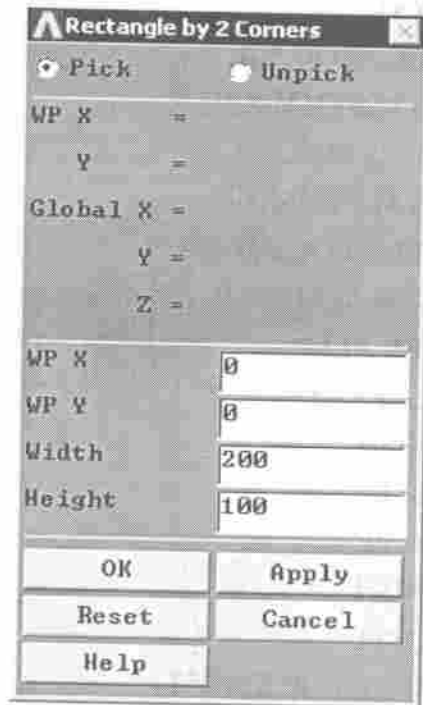 Rectangle by 2 Corners
Pick Unpick
WP X =
Y =
Global X =
Y =
Z =
WP X 0
WP Y 0
Width 200
Height 100
OK Apply
Reset Cancel
Help